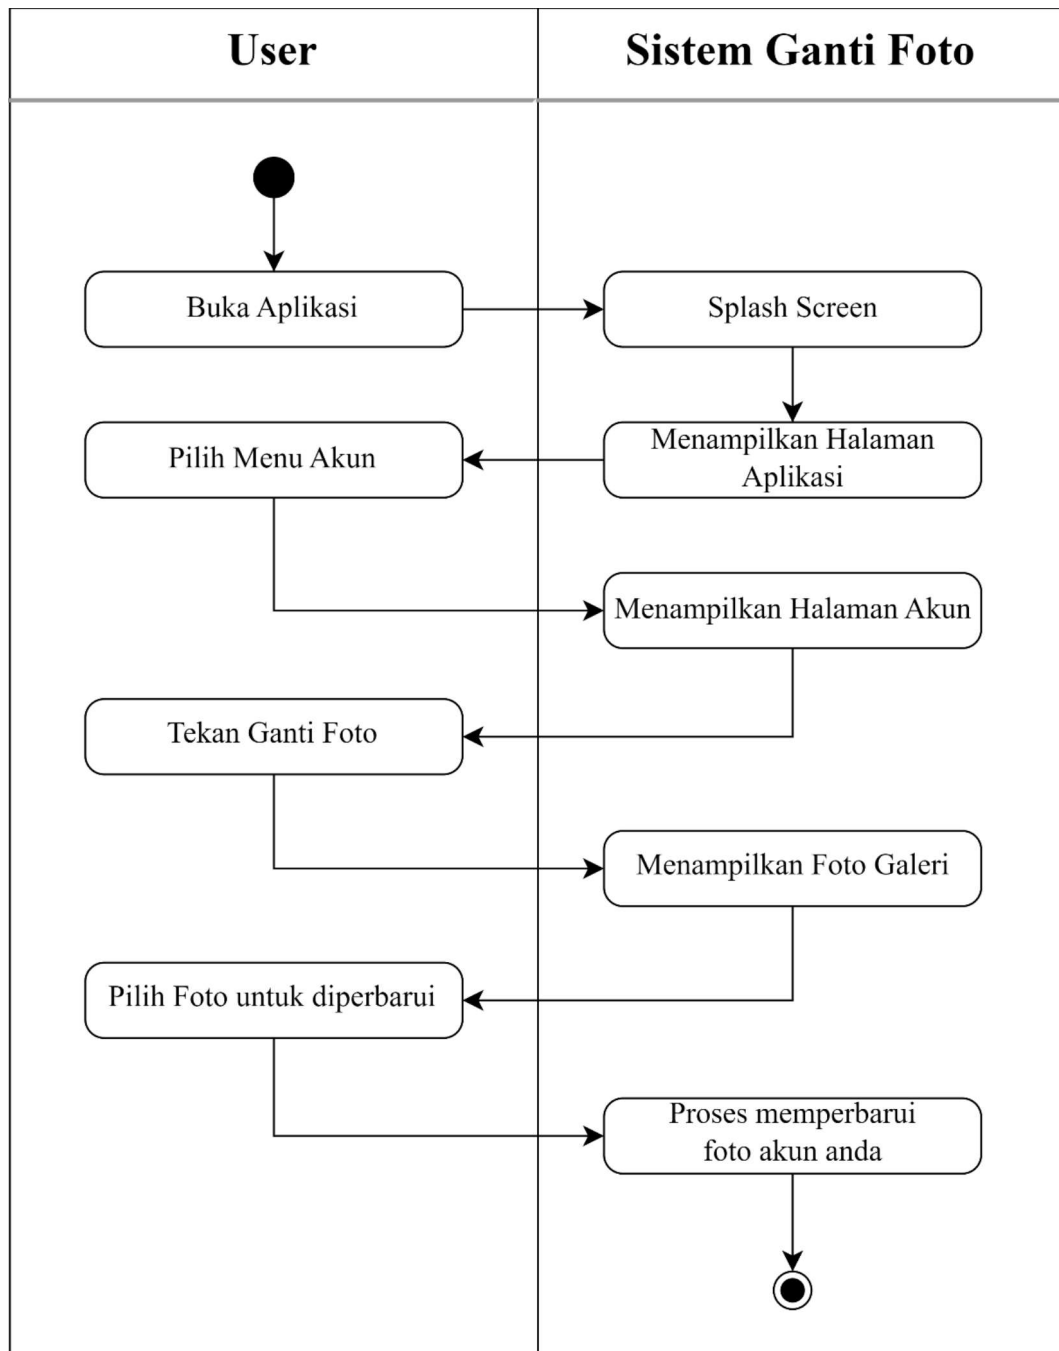 User
Sistem Ganti Foto
Buka Aplikasi
Splash Screen
Menampilkan Halaman
Aplikasi
Pilih Menu Akun
Menampilkan Halaman Akun
Tekan Ganti Foto
Menampilkan Foto Galeri
Pilih Foto untuk diperbarui
Proses memperbarui
foto akun anda